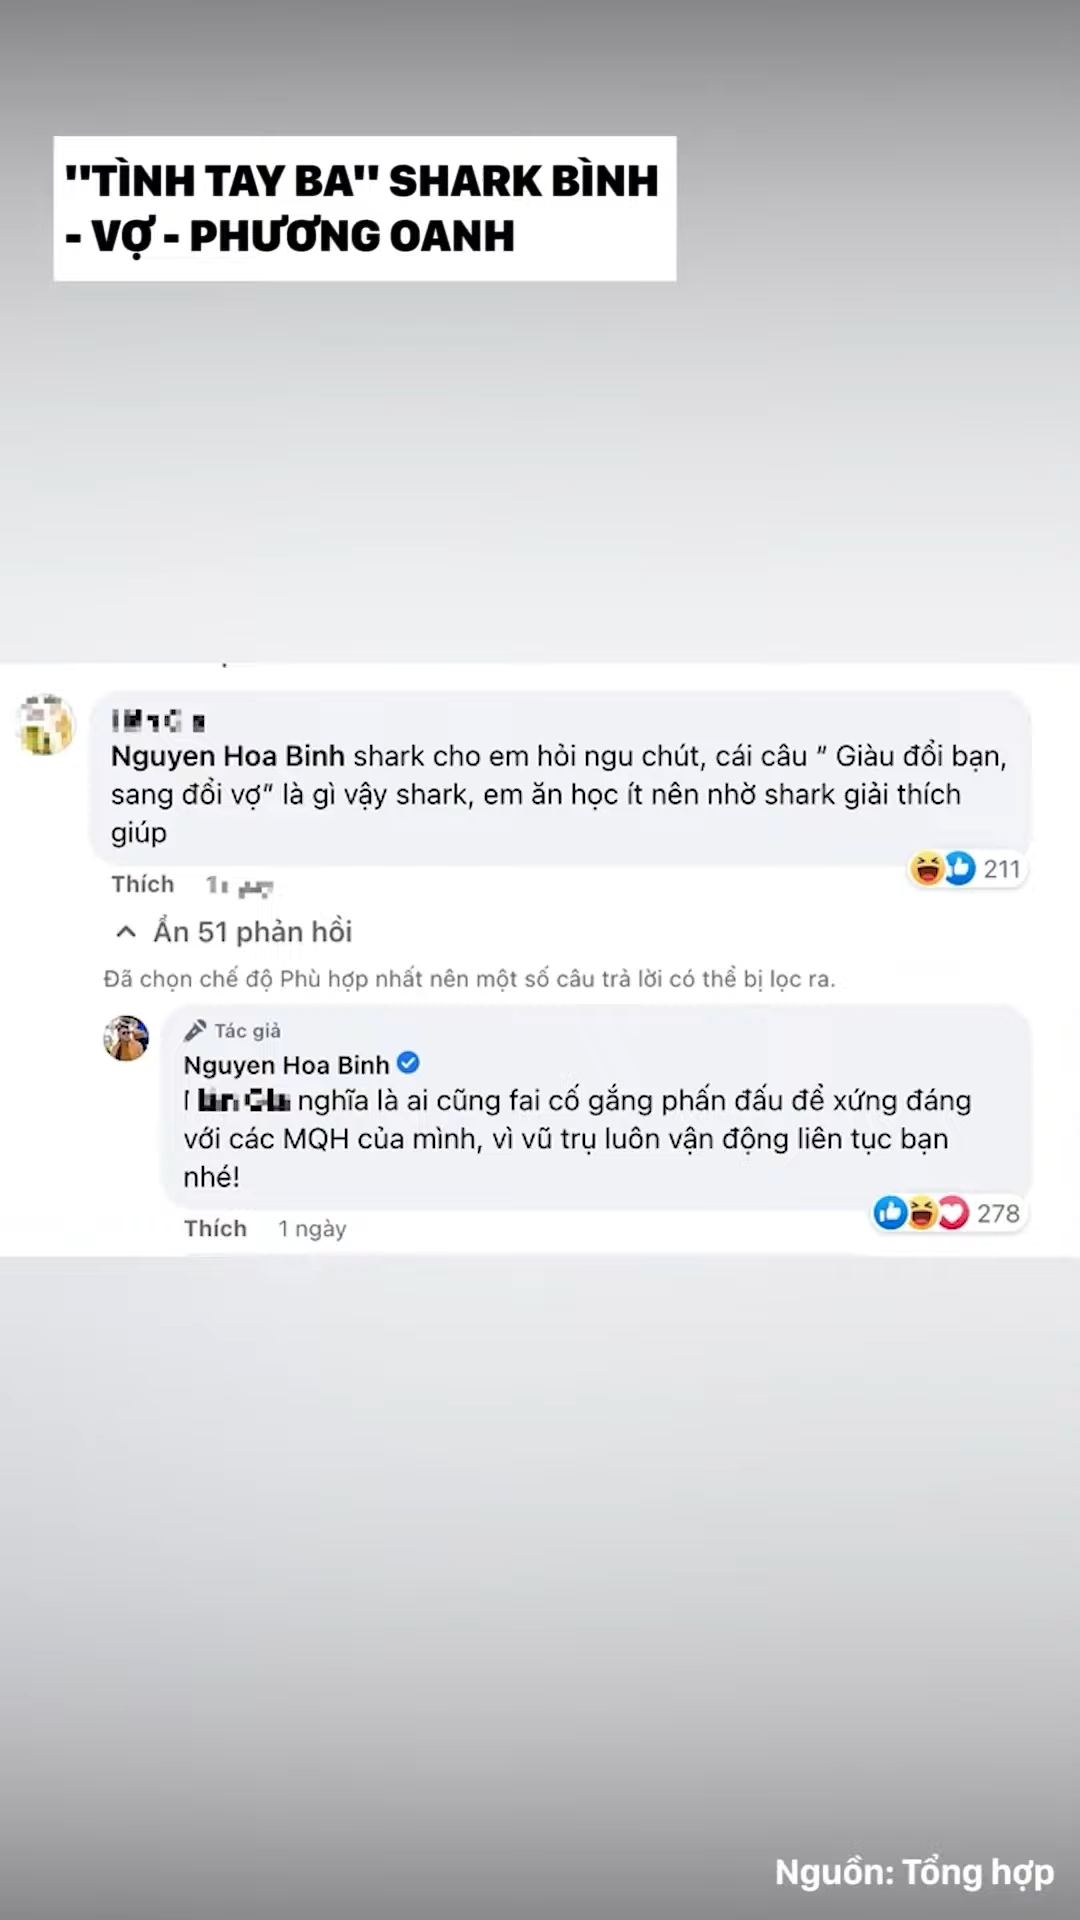 "TÌNH TAY BA" SHARK BÌNH
- VỢ - PHƯƠNG OANH
Nguyen Hoa Binh shark cho em hỏi ngu chút, cái câu “ Giàu đổi bạn,
sang đổi vợ” là gì vậy shark, em ăn học ít nên nhờ shark giải thích
giúp
211
Thích
Ẩn 51 phản hồi
Đã chọn chế độ Phù hợp nhất nên một số câu trả lời có thể bị lọc ra.
Tác giả
Nguyen Hoa Binh
nghĩa là ai cũng fai cố gắng phấn đấu để xứng đáng
với các MQH của mình, vì vũ trụ luôn vận động liên tục bạn
nhé!
278
Thích 1 ngày
Nguồn: Tổng hợp